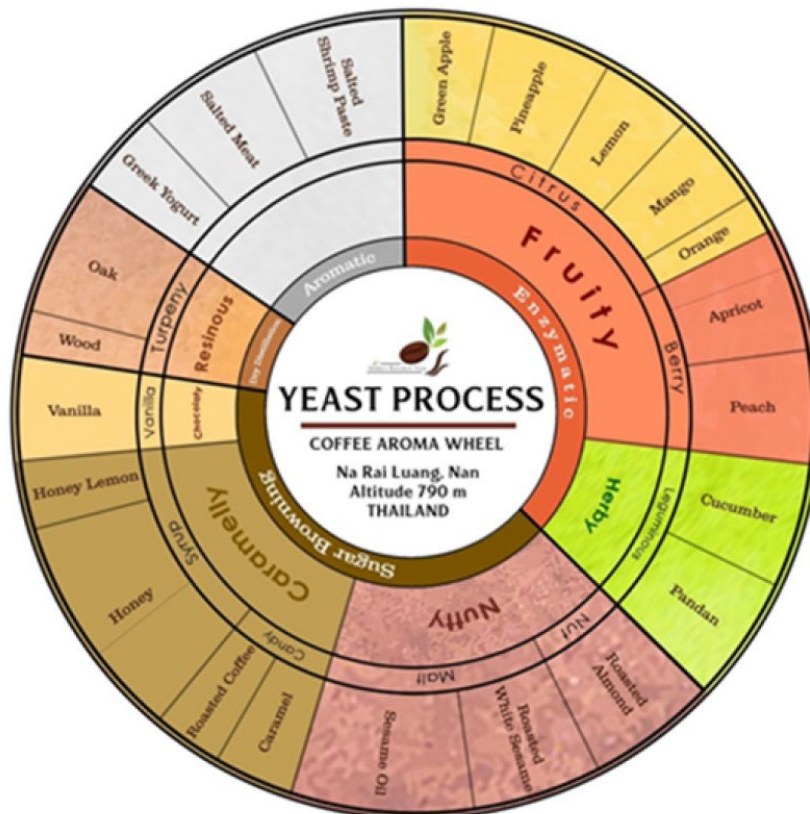 YEAST PROCESS
COFFEE AROMA WHEEL
Na Rai Luang, Nan
Altitude 790 m
THAILAND
Enzymatic
Fruity
Citrus
Green Apple
Pineapple
Lemon
Mango
Orange
Berry
Apricot
Peach
Herby
Leguminous
Cucumber
Pandan
Sugar Browning
Nutty
Nut
Roasted
Almond
Malt
Roasted
White Sesame
Sesame Oil
Caramelly
Candy
Caramel
Roasted Coffee
Syrup
Honey
Honey Lemon
Chocolaty
Vanilla
Vanilla
Dry Distillation
Resinous
Turpeny
Wood
Oak
Aromatic
Greek Yogurt
Salted Meat
Salted
Shrimp Paste